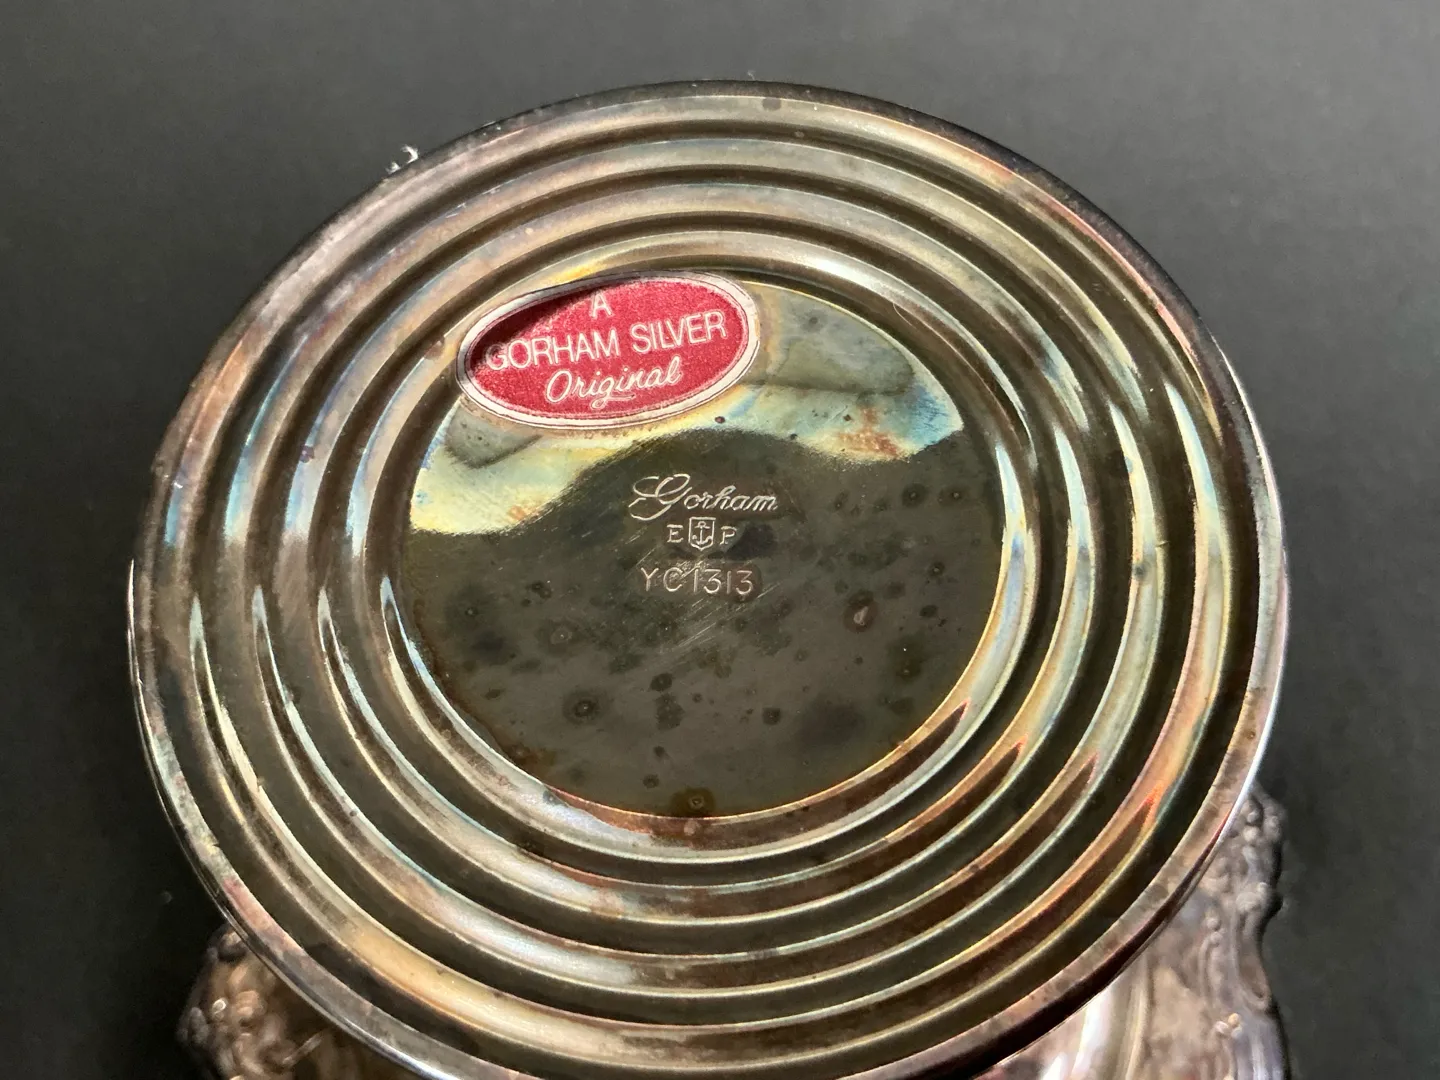 A
GORHAM SILVER
Original
Gorham
E P
YC1313